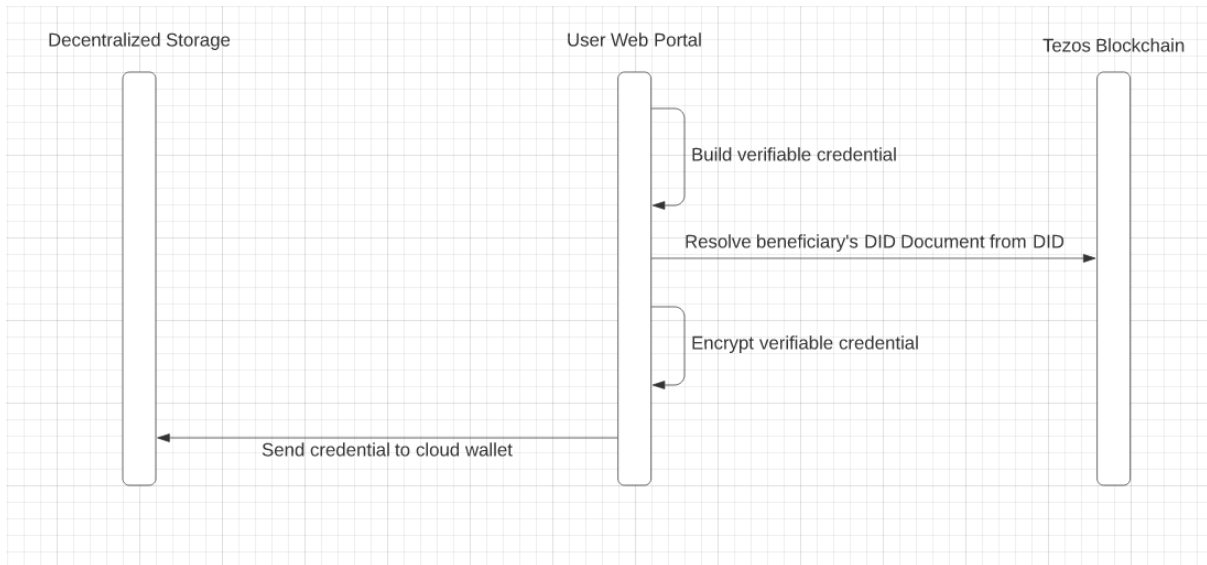 Decentralized Storage
User Web Portal
Tezos Blockchain
Build verifiable credential
Resolve beneficiary's DID Document from DID
Encrypt verifiable credential
Send credential to cloud wallet